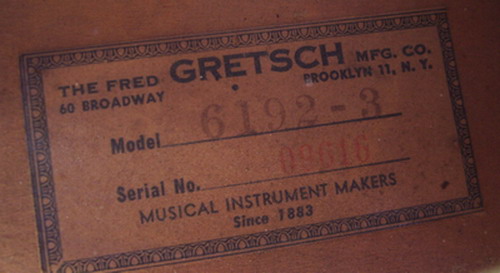 THE FRED GRETSCH MFG. CO.
60 BROADWAY BROOKLYN 11, N. Y.
Model 6192-3
Serial No. 09616
MUSICAL INSTRUMENT MAKERS
Since 1883